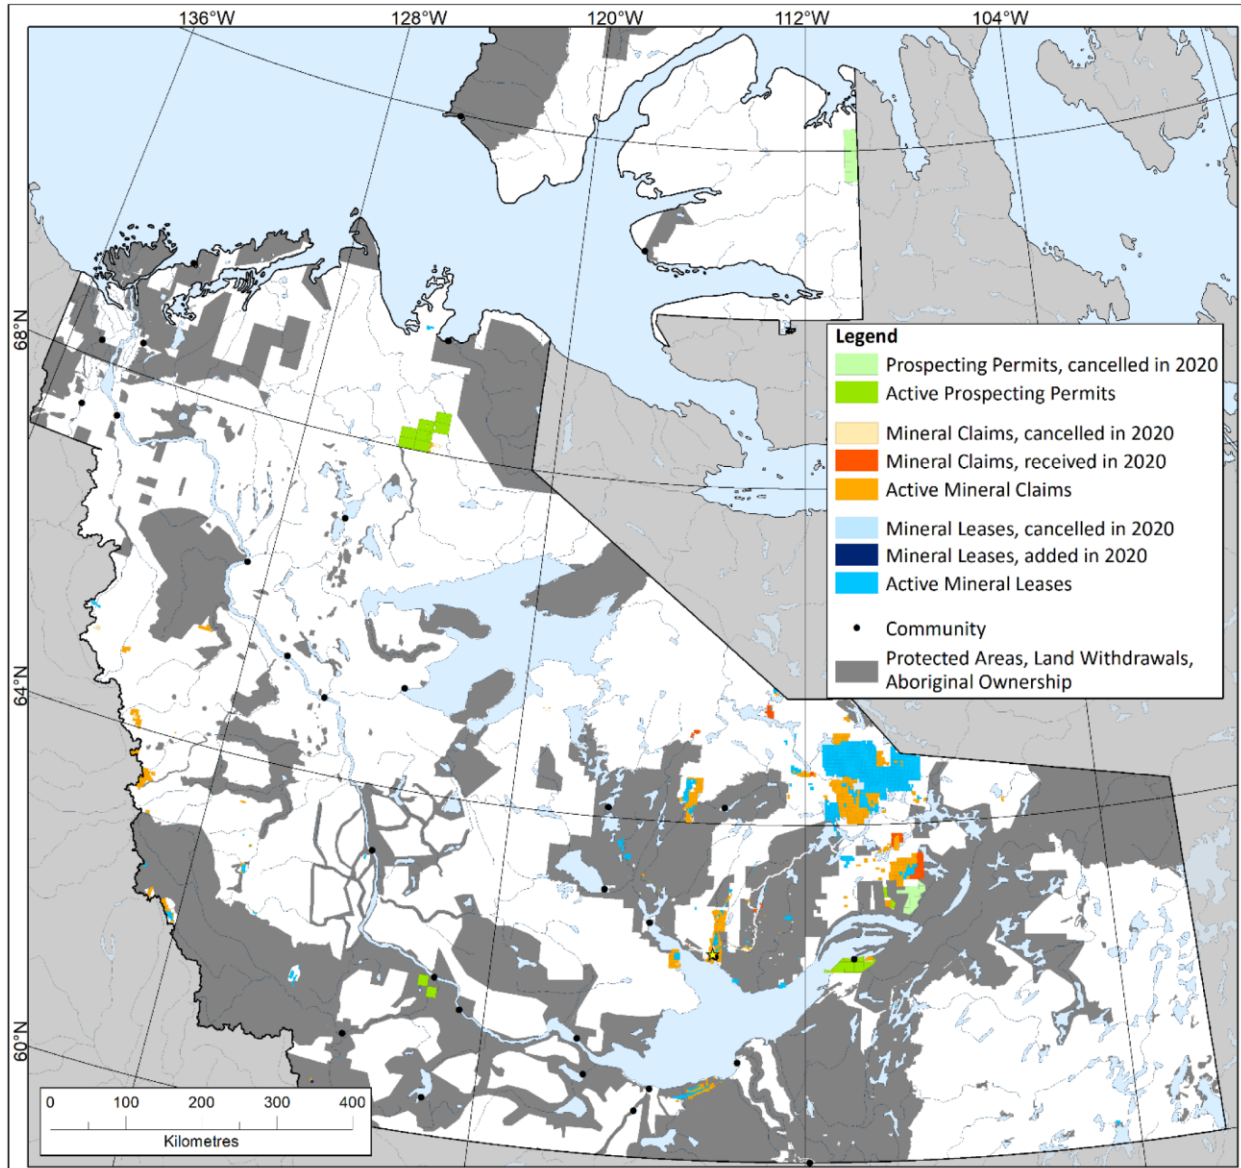 136°W 128°W 120°W 112°W 104°W
68°N
64°N
60°N
Legend
Prospecting Permits, cancelled in 2020
Active Prospecting Permits
Mineral Claims, cancelled in 2020
Mineral Claims, received in 2020
Active Mineral Claims
Mineral Leases, cancelled in 2020
Mineral Leases, added in 2020
Active Mineral Leases
Community
Protected Areas, Land Withdrawals,
Aboriginal Ownership
0 100 200 300 400
Kilometres